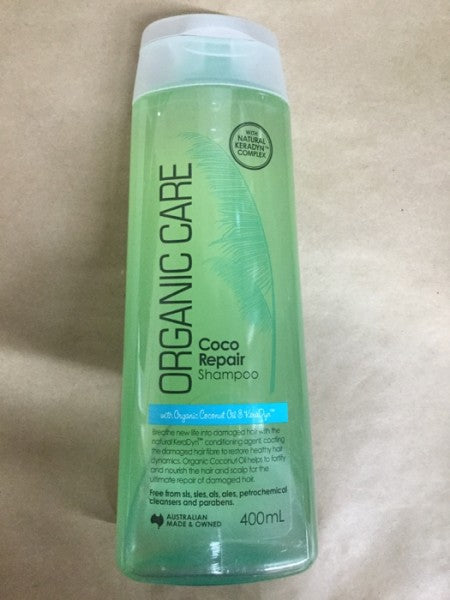 ORGANIC CARE
WITH
NATURAL
KERADYN™
COMPLEX
Coco
Repair
Shampoo
with Organic Coconut Oil & KeraDyn™
Breathe new life into damaged hair with the
natural KeraDyn™ conditioning agent, coating
the damaged hair fibre to restore healthy hair
dynamics. Organic Coconut Oil helps to fortify
and nourish the hair and scalp for the
ultimate repair of damaged hair.
Free from sls, sles, als, ales, petrochemical
cleansers and parabens.
AUSTRALIAN
MADE & OWNED
400mL